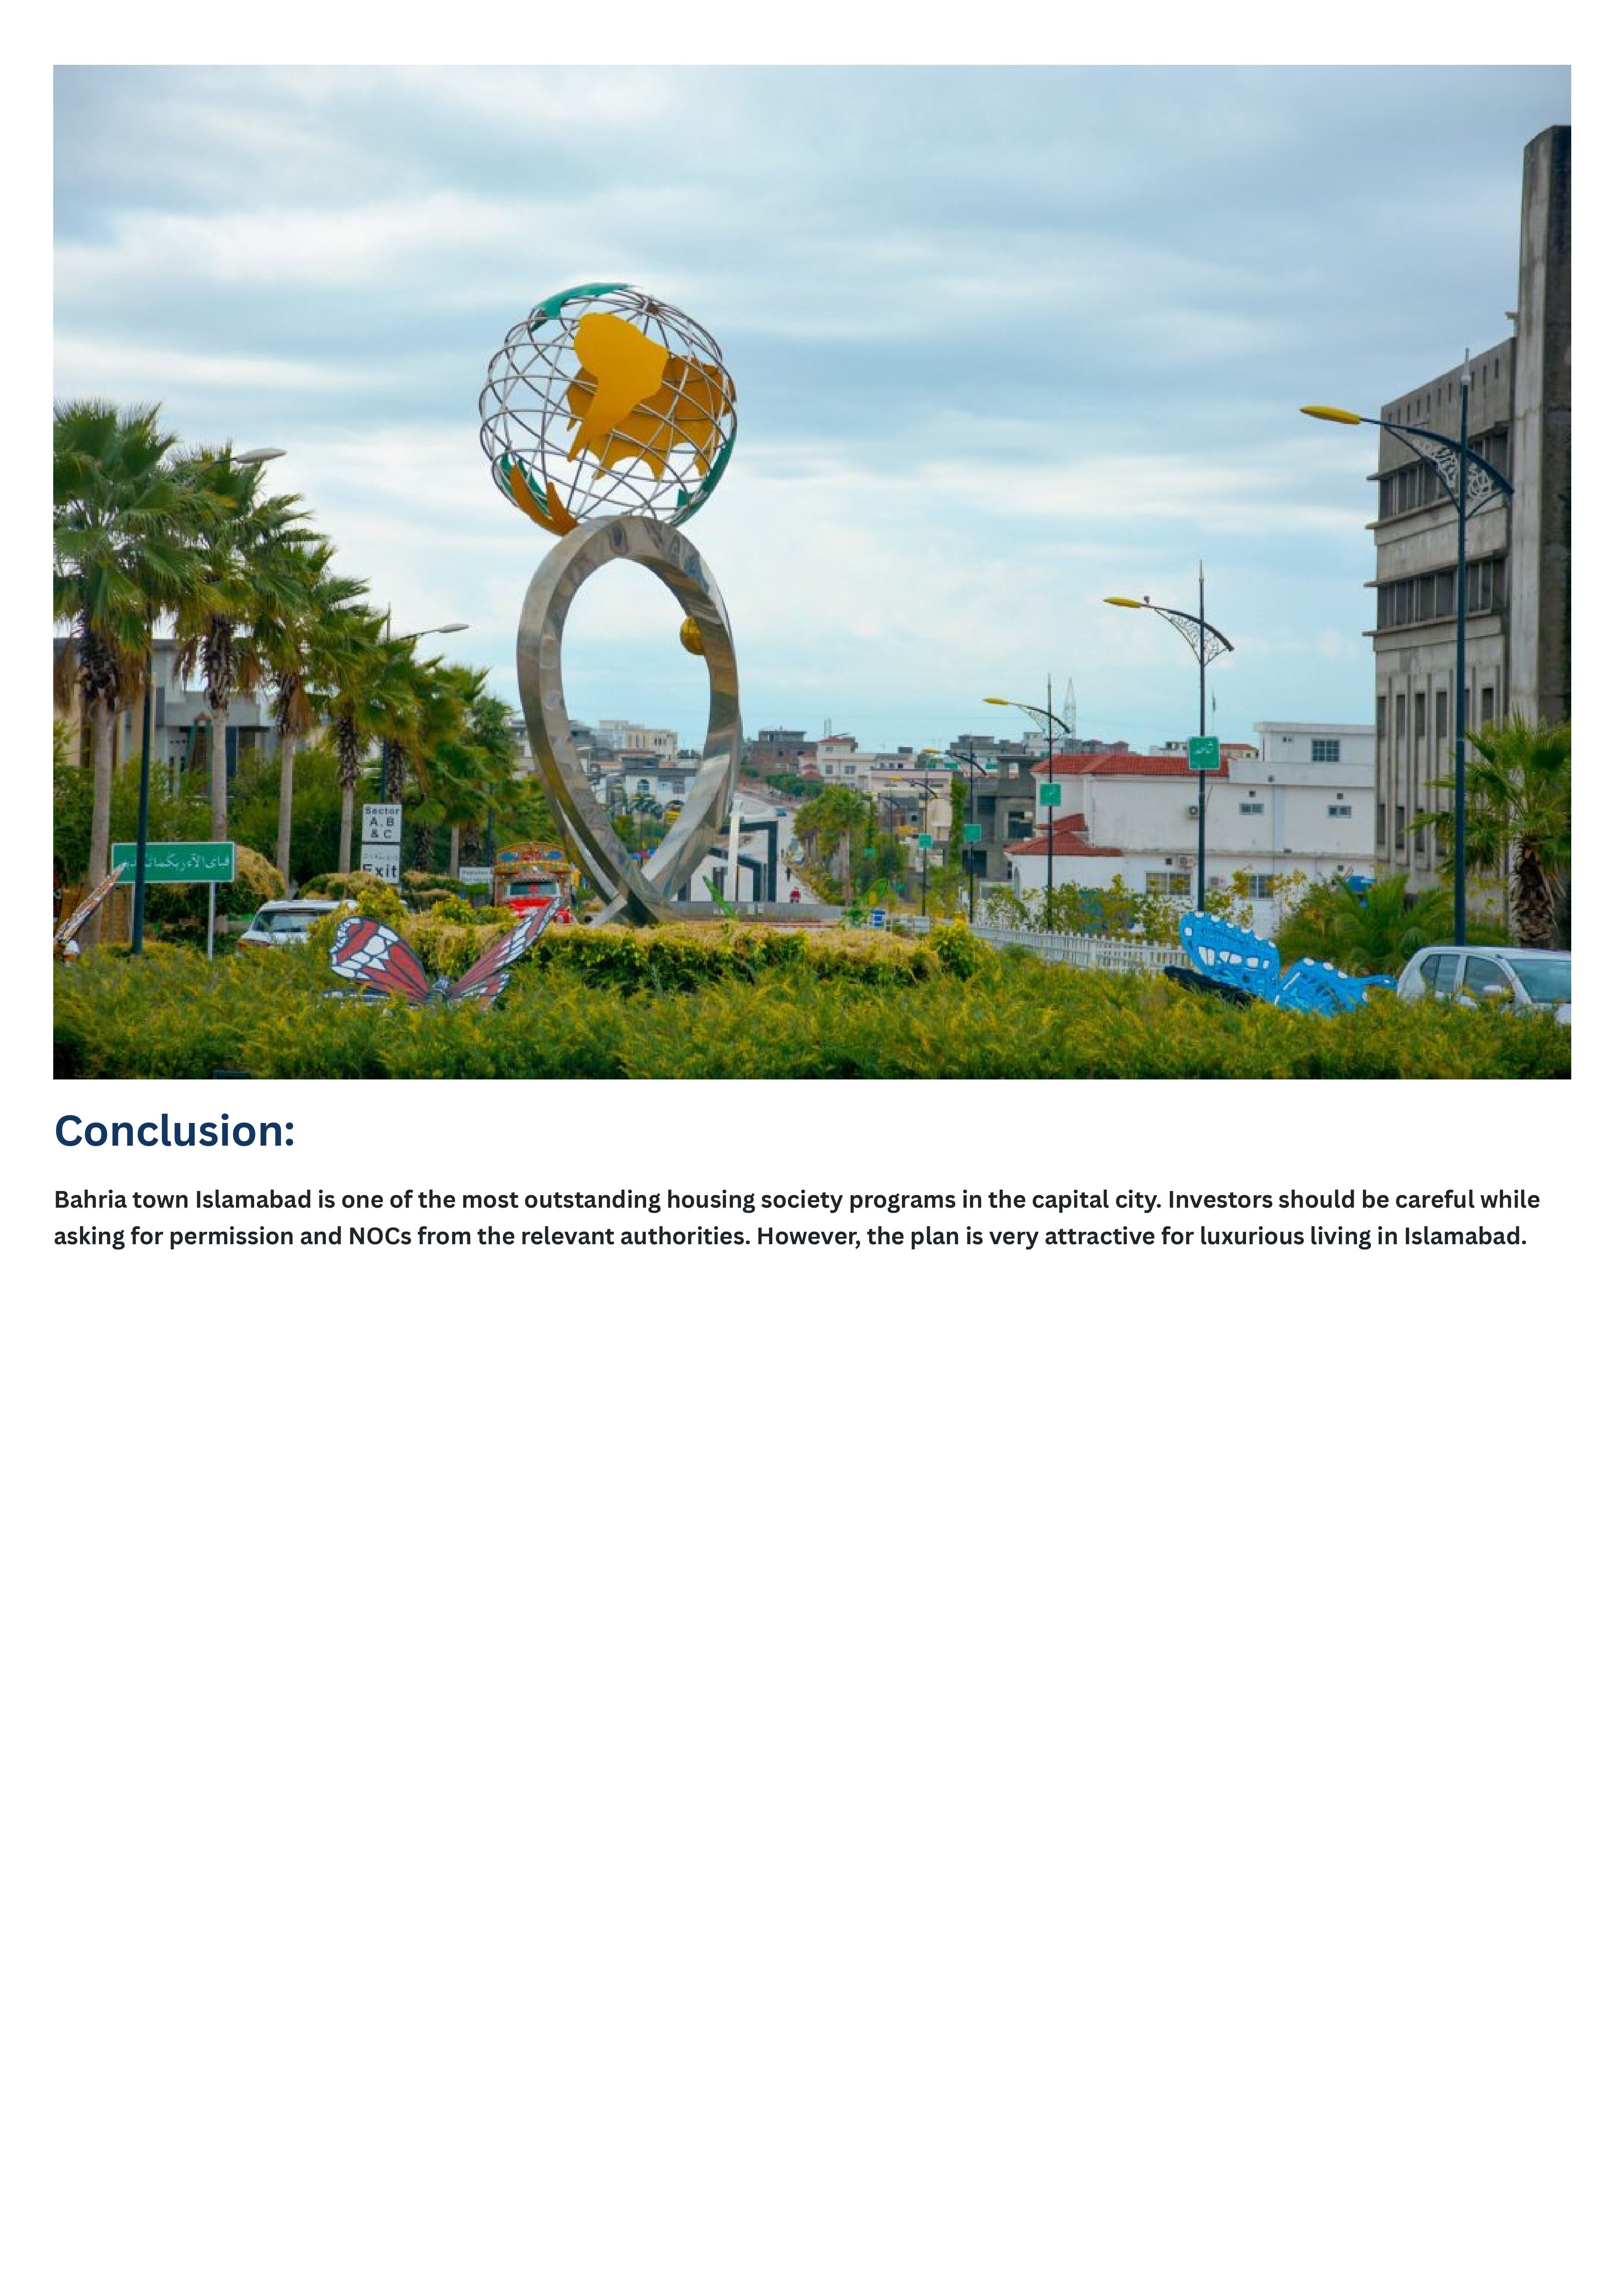 Sector
A, B
& C
Exit
Conclusion:
Bahria town Islamabad is one of the most outstanding housing society programs in the capital city. Investors should be careful while
asking for permission and NOCs from the relevant authorities. However, the plan is very attractive for luxurious living in Islamabad.